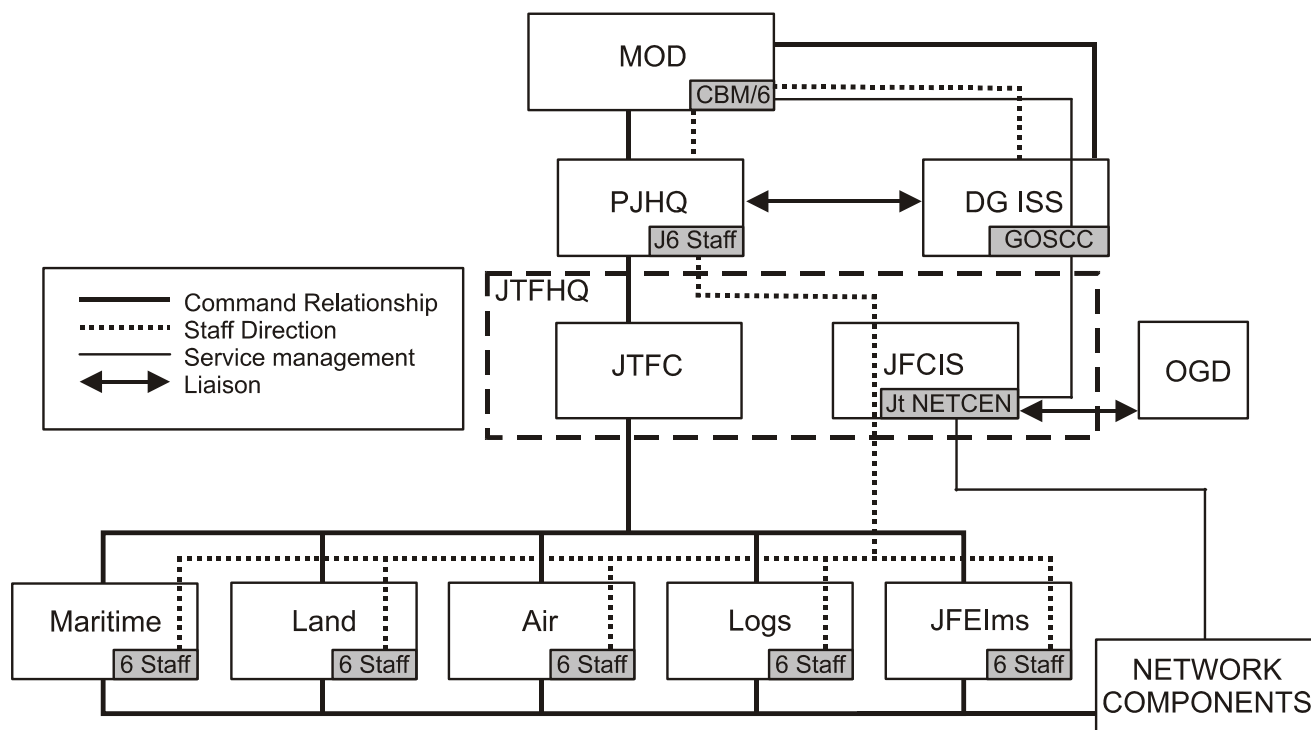 MOD
CBM/6
PJHQ
J6 Staff
DG ISS
GOSCC
Command Relationship
Staff Direction
Service management
Liaison
JTFHQ
JTFC
JFCIS
Jt NETCEN
OGD
Maritime
6 Staff
Land
6 Staff
Air
6 Staff
Logs
6 Staff
JFElms
6 Staff
NETWORK
COMPONENTS